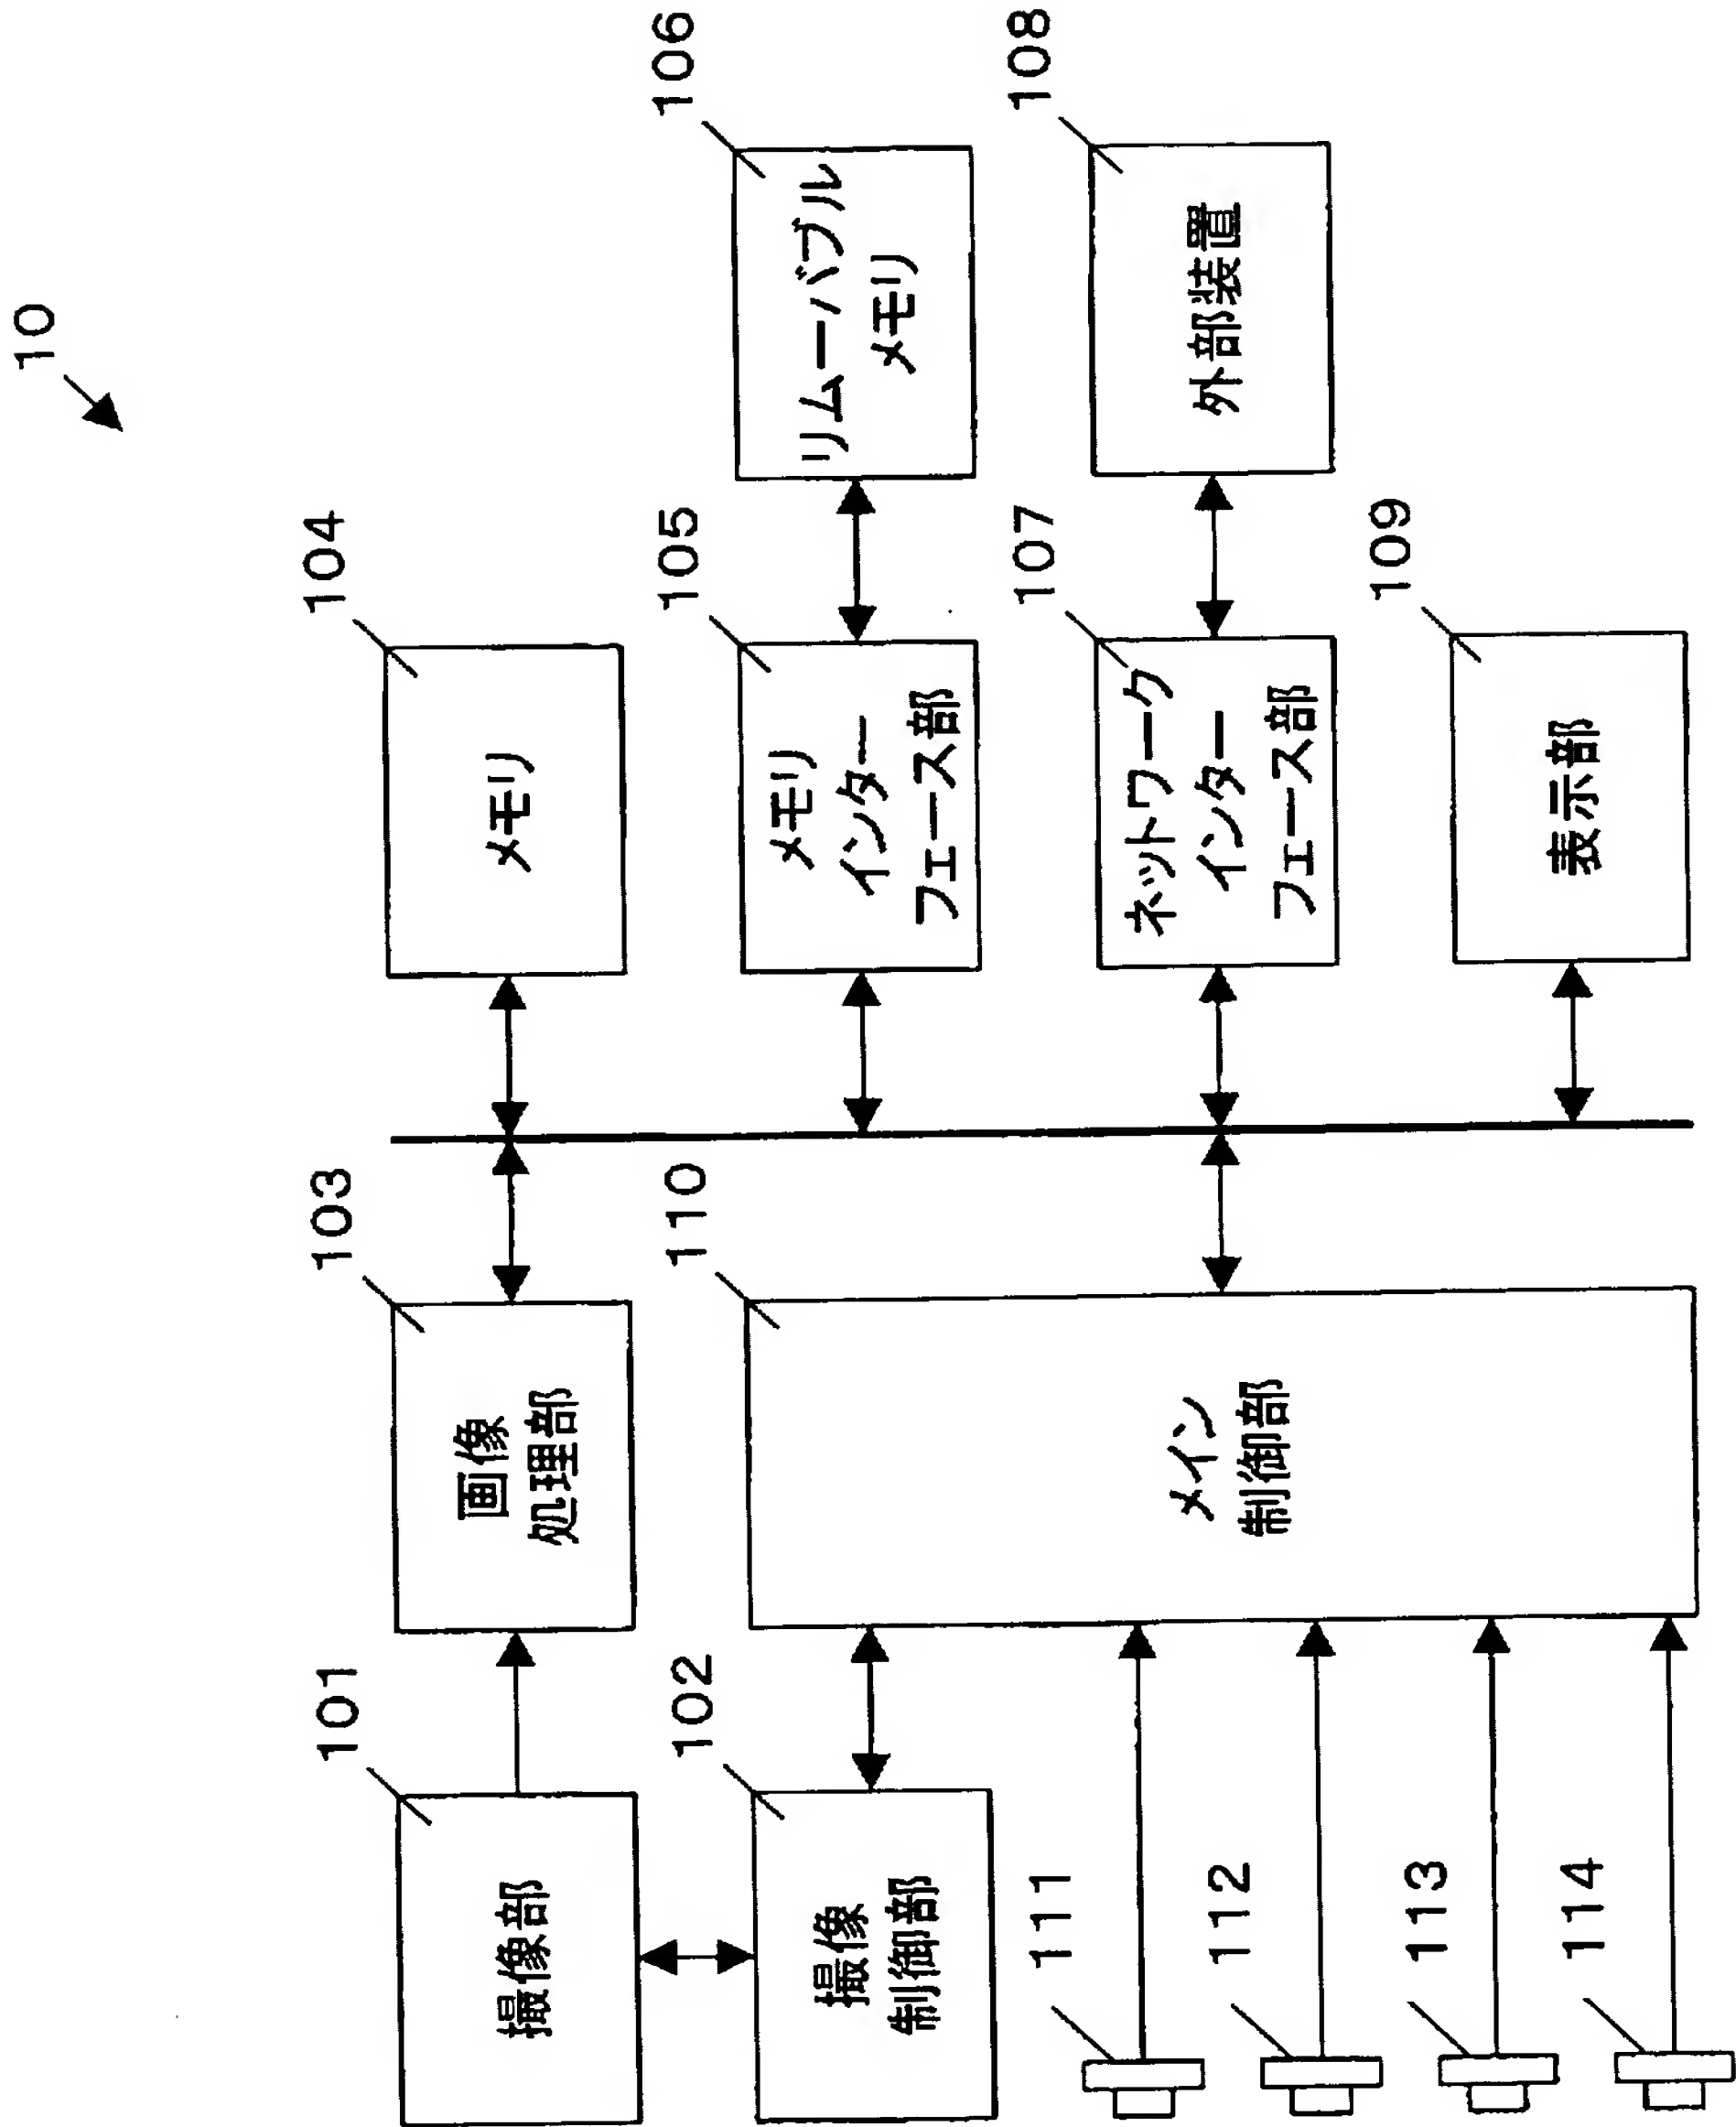 10
101
撮像部
103
画像
処理部
104
メモリ
102
撮像
制御部
110
メイン
制御部
105
メモリ
インター
フェース部
106
リムーバブル
メモリ
107
ネットワーク
インター
フェース部
108
外部装置
109
表示部
111
112
113
114